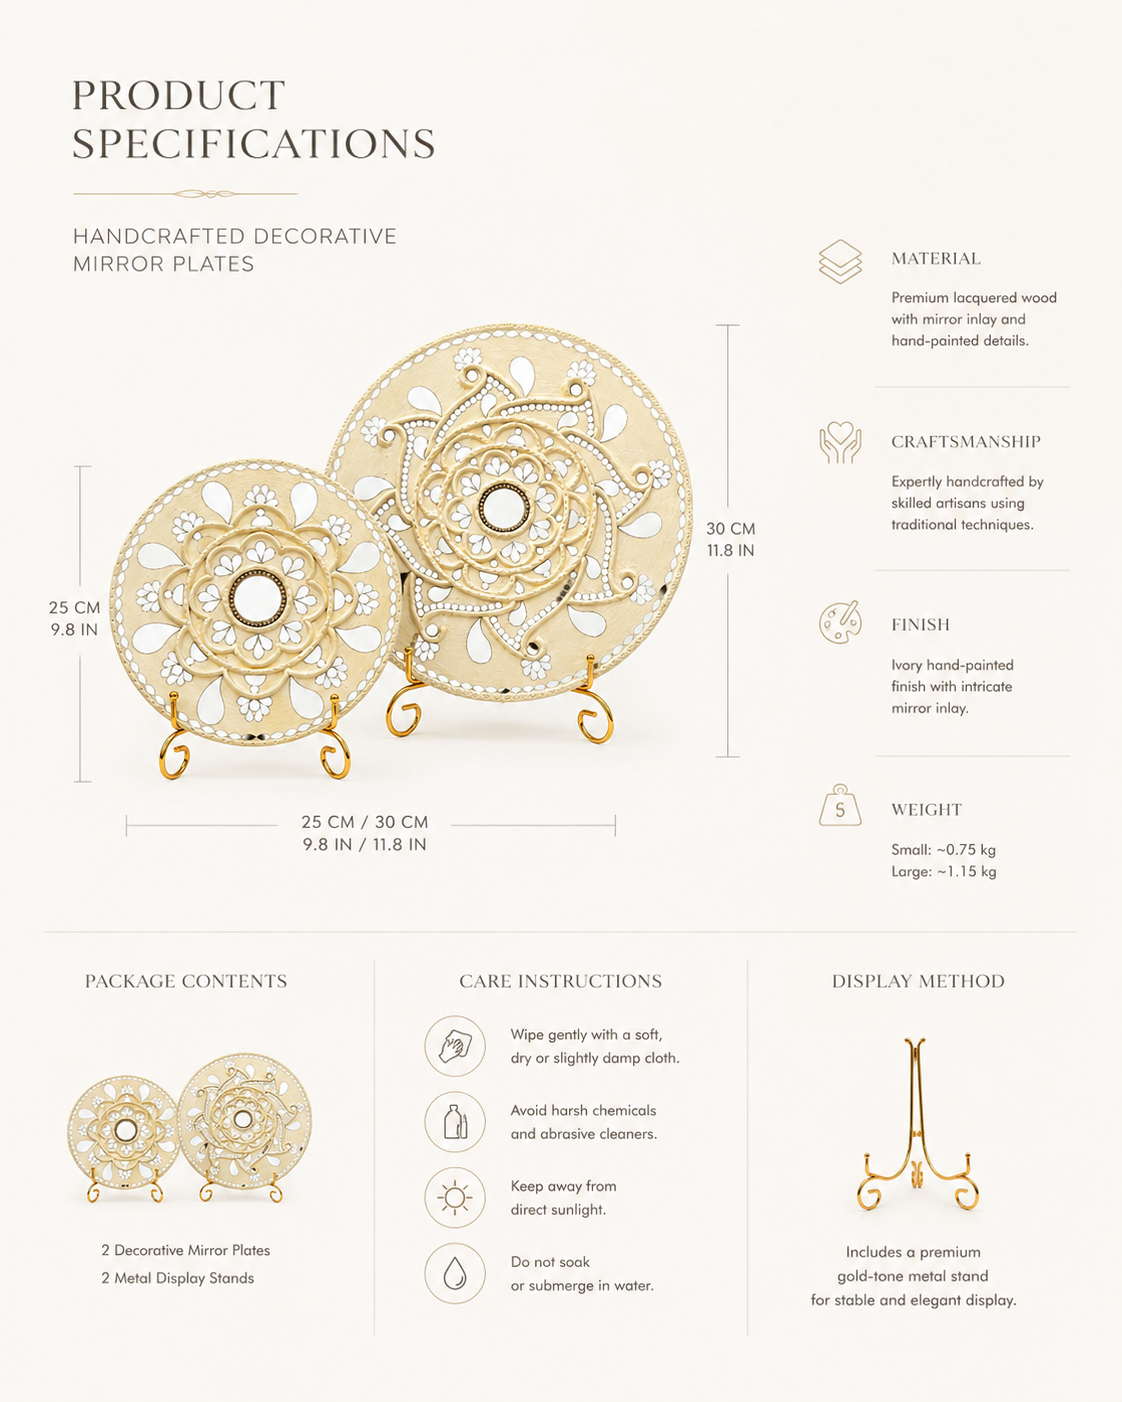 PRODUCT
SPECIFICATIONS
HANDCRAFTED DECORATIVE
MIRROR PLATES
MATERIAL
Premium lacquered wood
with mirror inlay and
hand-painted details.
CRAFTSMANSHIP
Expertly handcrafted by
skilled artisans using
traditional techniques.
FINISH
Ivory hand-painted
finish with intricate
mirror inlay.
S
WEIGHT
Small: ~0.75 kg
Large: ~1.15 kg
25 CM
9.8 IN
30 CM
11.8 IN
25 CM / 30 CM
9.8 IN / 11.8 IN
PACKAGE CONTENTS
2 Decorative Mirror Plates
2 Metal Display Stands
CARE INSTRUCTIONS
Wipe gently with a soft,
dry or slightly damp cloth.
Avoid harsh chemicals
and abrasive cleaners.
Keep away from
direct sunlight.
Do not soak
or submerge in water.
DISPLAY METHOD
Includes a premium
gold-tone metal stand
for stable and elegant display.